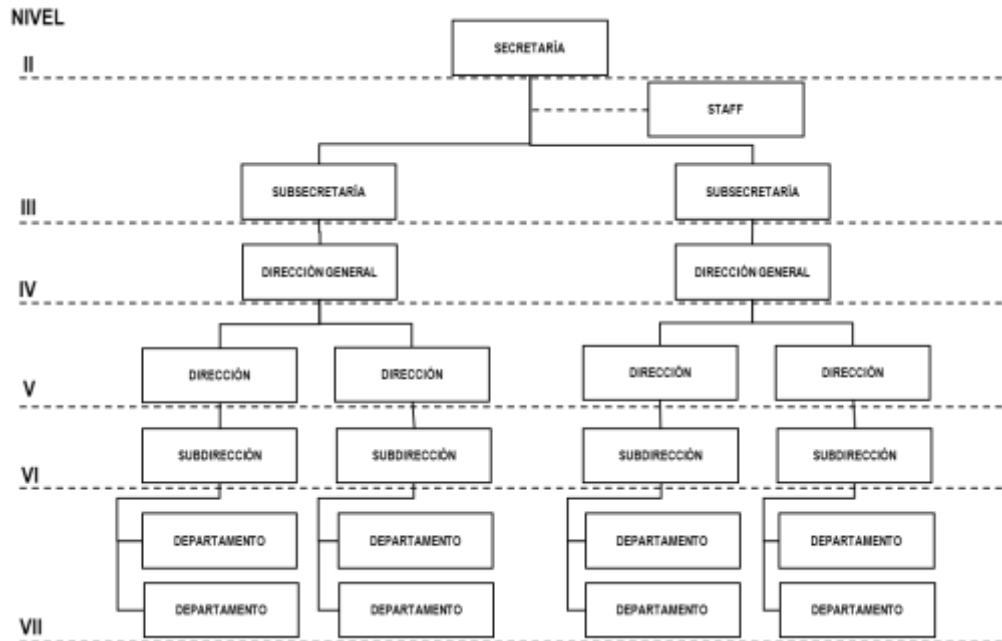 NIVEL
SECRETARÍA
II
STAFF
SUBSECRETARÍA
SUBSECRETARÍA
III
DIRECCIÓN GENERAL
DIRECCIÓN GENERAL
IV
DIRECCIÓN
DIRECCIÓN
DIRECCIÓN
DIRECCIÓN
V
SUBDIRECCIÓN
SUBDIRECCIÓN
SUBDIRECCIÓN
SUBDIRECCIÓN
VI
DEPARTAMENTO
DEPARTAMENTO
DEPARTAMENTO
DEPARTAMENTO
DEPARTAMENTO
DEPARTAMENTO
DEPARTAMENTO
DEPARTAMENTO
VII